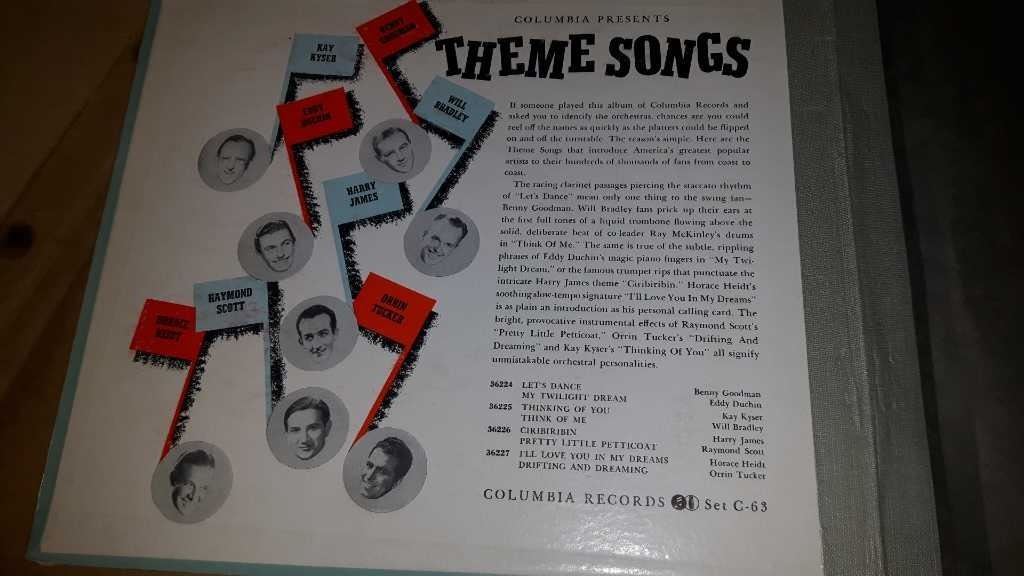 COLUMBIA PRESENTS
THEME SONGS
BENNY
GOODMAN
KAY
KYSER
WILL
BRADLEY
EDDY
DUCHIN
HARRY
JAMES
RAYMOND
SCOTT
ORRIN
TUCKER
HORACE
HEIDT
If someone played this album of Columbia Records and
asked you to identify the orchestras, chances are you could
reel off the names as quickly as the platters could be flipped
on and off the turntable. The reason's simple. Here are the
Theme Songs that introduce America's greatest popular
artists to their hundreds of thousands of fans from coast to
coast.
The racing clarinet passages piercing the staccato rhythm
of "Let's Dance" mean only one thing to the swing fan—
Benny Goodman. Will Bradley fans prick up their ears at
the first full tones of a liquid trombone flowing above the
solid, deliberate beat of co-leader Ray McKinley's drums
in "Think Of Me." The same is true of the subtle, rippling
phrases of Eddy Duchin's magic piano fingers in "My Twi-
light Dream," or the famous trumpet rips that punctuate the
intricate Harry James theme "Ciribiribin." Horace Heidt's
soothing slow-tempo signature "I'll Love You In My Dreams"
is as plain an introduction as his personal calling card. The
bright, provocative instrumental effects of Raymond Scott's
"Pretty Little Petticoat," Orrin Tucker's "Drifting And
Dreaming" and Kay Kyser's "Thinking Of You" all signify
unmistakable orchestral personalities.
36224 LET'S DANCE Benny Goodman
MY TWILIGHT DREAM Eddy Duchin
36225 THINKING OF YOU Kay Kyser
THINK OF ME Will Bradley
36226 CIRIBIRIBIN Harry James
PRETTY LITTLE PETTICOAT Raymond Scott
36227 I'LL LOVE YOU IN MY DREAMS Horace Heidt
DRIFTING AND DREAMING Orrin Tucker
COLUMBIA RECORDS Set C-63